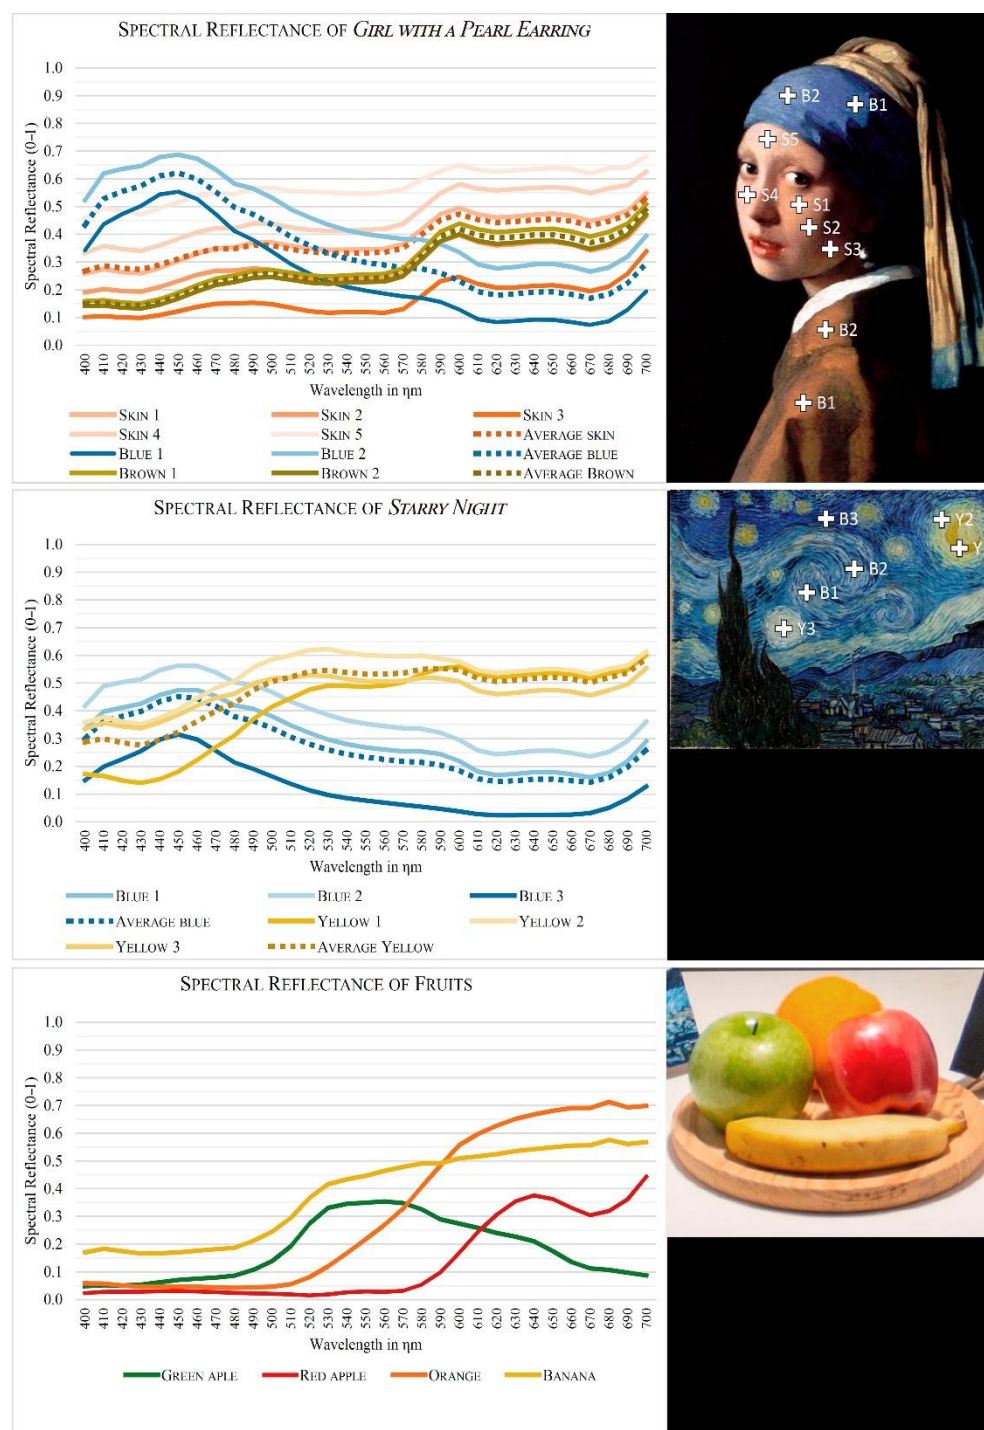 SPECTRAL REFLECTANCE OF GIRL WITH A PEARL EARRING
Spectral Reflectance (0–1)
1.0
0.9
0.8
0.7
0.6
0.5
0.4
0.3
0.2
0.1
0.0
400 410 420 430 440 450 460 470 480 490 500 510 520 530 540 550 560 570 580 590 600 610 620 630 640 650 660 670 680 690 700
Wavelength in ηm
SKIN 1 SKIN 2 SKIN 3
SKIN 4 SKIN 5 AVERAGE SKIN
BLUE 1 BLUE 2 AVERAGE BLUE
BROWN 1 BROWN 2 AVERAGE BROWN
B2 B1
S5
S4
S1
S2
S3
B2
B1
SPECTRAL REFLECTANCE OF STARRY NIGHT
Spectral Reflectance (0–1)
1.0
0.9
0.8
0.7
0.6
0.5
0.4
0.3
0.2
0.1
0.0
400 410 420 430 440 450 460 470 480 490 500 510 520 530 540 550 560 570 580 590 600 610 620 630 640 650 660 670 680 690 700
Wavelength in ηm
BLUE 1 BLUE 2 BLUE 3
AVERAGE BLUE YELLOW 1 YELLOW 2
YELLOW 3 AVERAGE YELLOW
B3 Y2
Y
B2
B1
Y3
SPECTRAL REFLECTANCE OF FRUITS
Spectral Reflectance (0–1)
1.0
0.9
0.8
0.7
0.6
0.5
0.4
0.3
0.2
0.1
0.0
400 410 420 430 440 450 460 470 480 490 500 510 520 530 540 550 560 570 580 590 600 610 620 630 640 650 660 670 680 690 700
Wavelength in ηm
GREEN APLE RED APPLE ORANGE BANANA